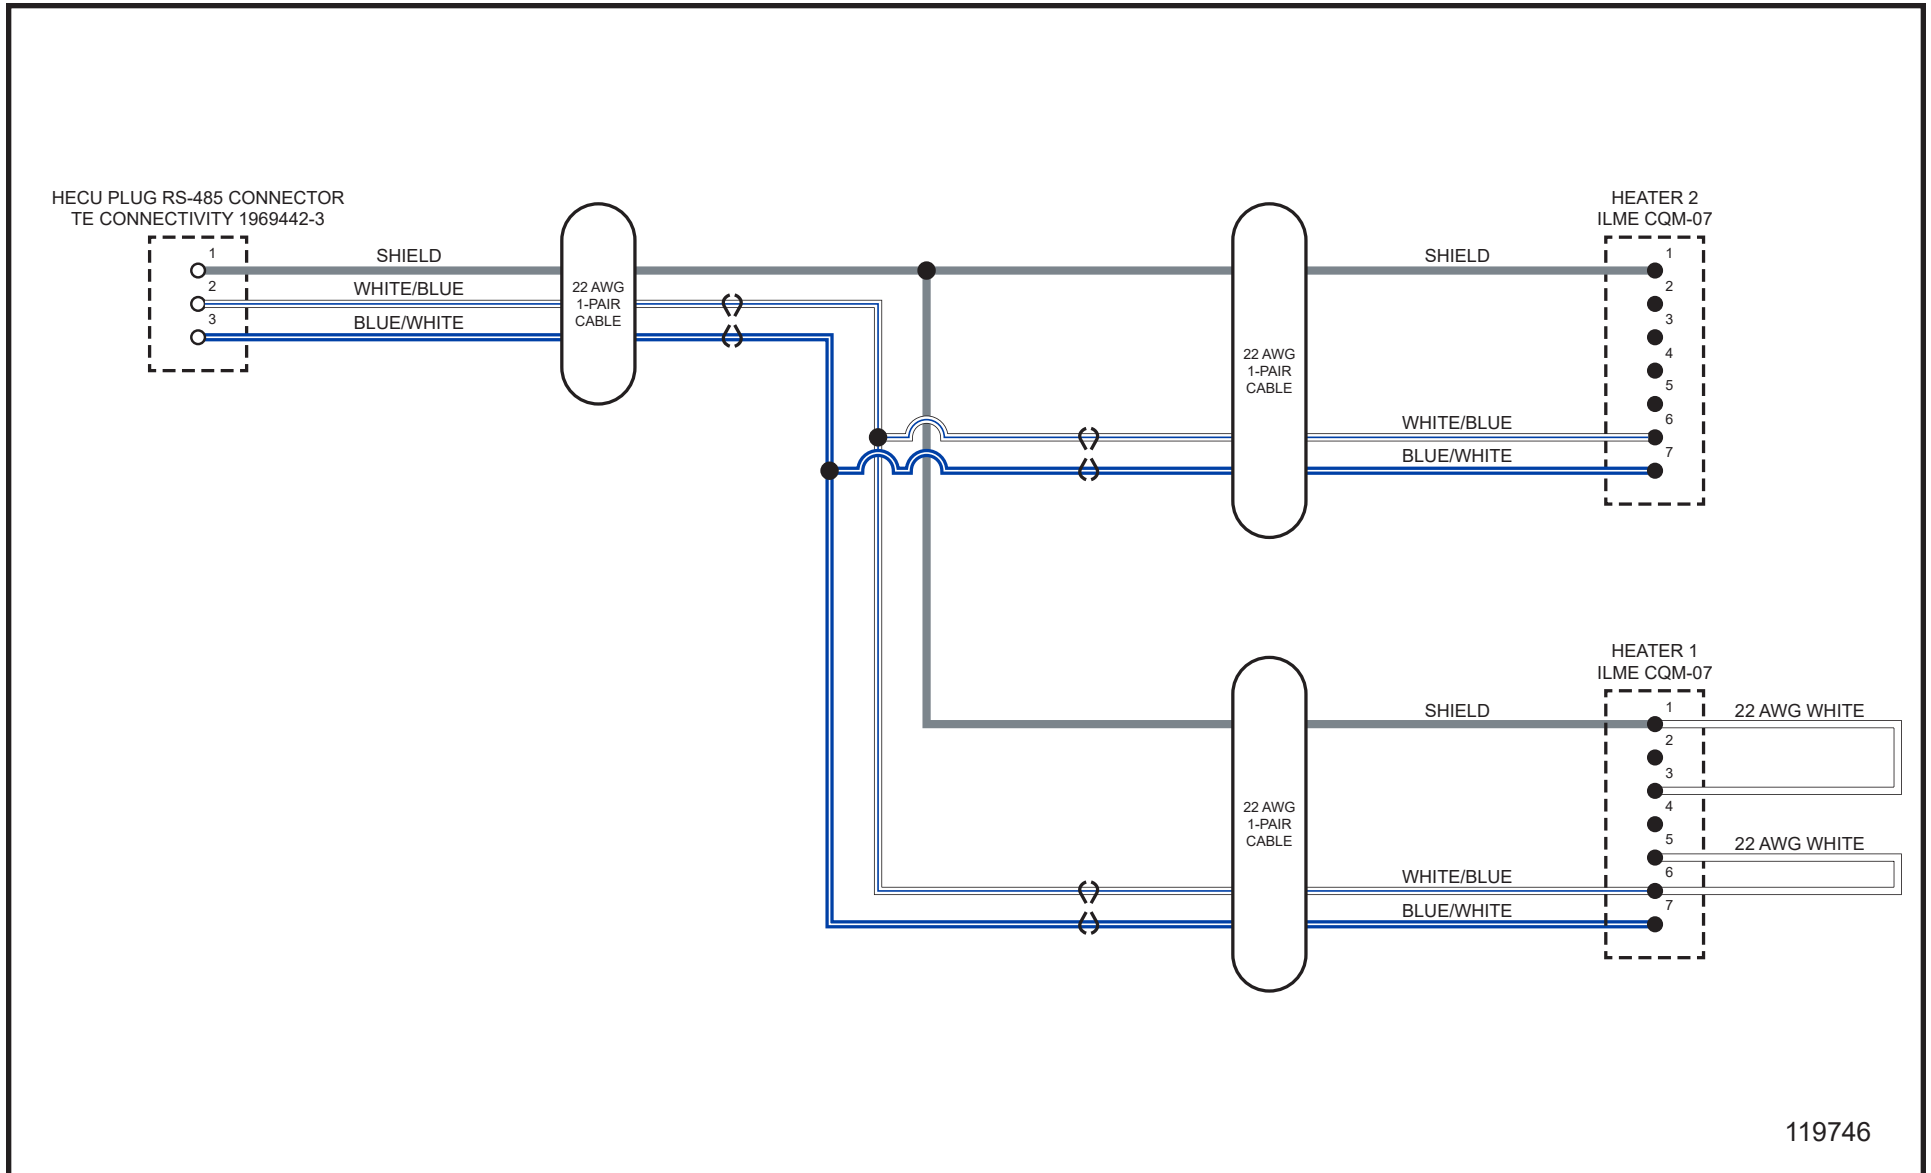 HECU PLUG RS-485 CONNECTOR
TE CONNECTIVITY 1969442-3
1
SHIELD
2
WHITE/BLUE
3
BLUE/WHITE
22 AWG
1-PAIR
CABLE
22 AWG
1-PAIR
CABLE
HEATER 2
ILME CQM-07
SHIELD
1
2
3
4
5
6
WHITE/BLUE
7
BLUE/WHITE
22 AWG
1-PAIR
CABLE
HEATER 1
ILME CQM-07
SHIELD
1
22 AWG WHITE
2
3
4
5
22 AWG WHITE
6
WHITE/BLUE
7
BLUE/WHITE
119746